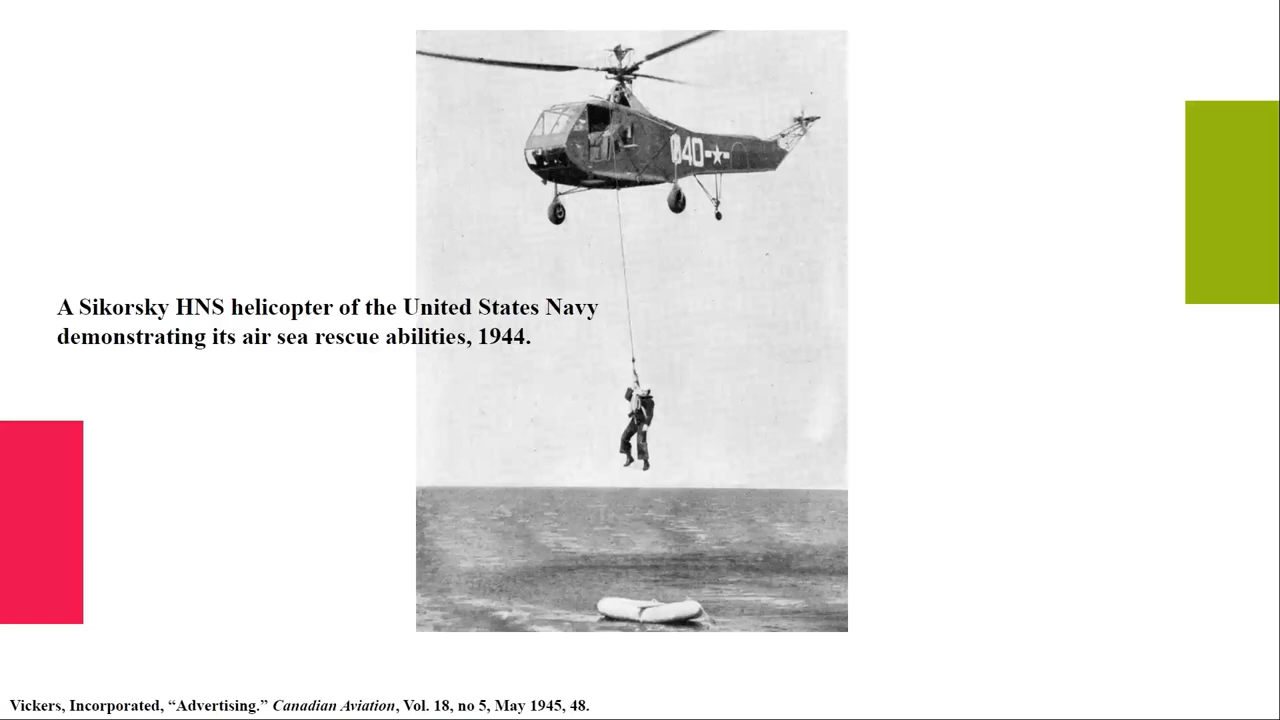 040
A Sikorsky HNS helicopter of the United States Navy
demonstrating its air sea rescue abilities, 1944.
Vickers, Incorporated, “Advertising.” Canadian Aviation, Vol. 18, no 5, May 1945, 48.